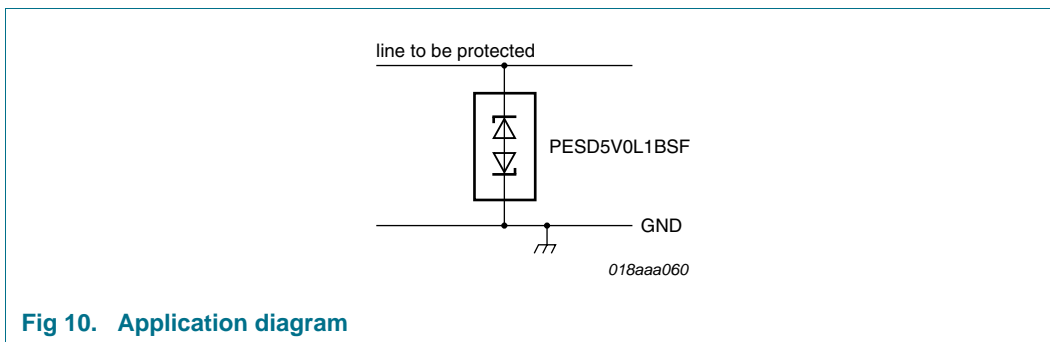 line to be protected
PESD5V0L1BSF
GND
018aaa060
Fig 10. Application diagram